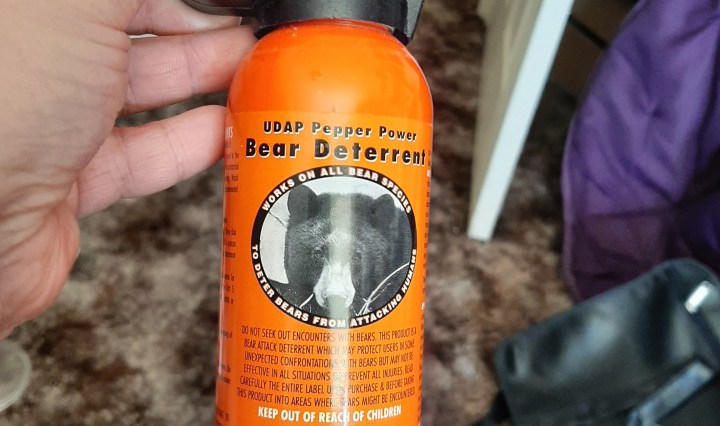 UDAP Pepper Power
Bear Deterrent
WORKS ON ALL BEAR SPECIES
TO DETER BEARS FROM ATTACKING HUMANS
DO NOT SEEK OUT ENCOUNTERS WITH BEARS. THIS PRODUCT IS A
BEAR ATTACK DETERRENT WHICH MAY PROTECT USERS IN SOME
UNEXPECTED CONFRONTATIONS WITH BEARS BUT MAY NOT BE
EFFECTIVE IN ALL SITUATIONS OR PREVENT ALL INJURIES. READ
CAREFULLY THE ENTIRE LABEL UPON PURCHASE & BEFORE TAKING
THIS PRODUCT INTO AREAS WHERE BEARS MIGHT BE ENCOUNTERED
KEEP OUT OF REACH OF CHILDREN